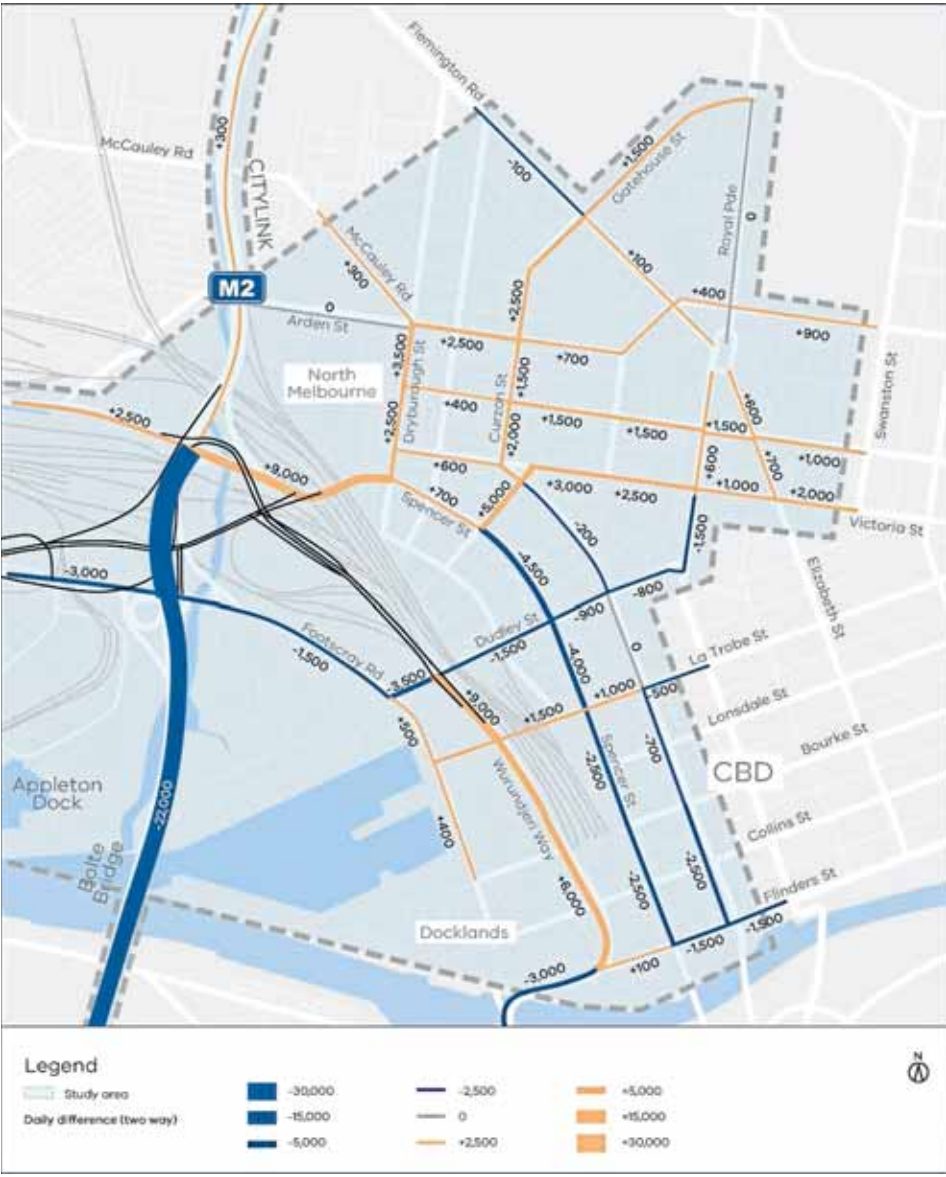 Flemington Rd
McCauley Rd
+300
CITYLINK
-100
+1,500
Gatehouse St
Royal Pde
0
McCauley Rd
+300
+100
M2
0
Arden St
+2,500
+400
+900
+3,500
Dryburgh St
+2,500
+700
Swanston St
North
Melbourne
+1,500
Curzon St
+400
+600
+2,500
+2,500
+2,000
+1,500
+1,500
+1,500
+1,000
+9,000
+600
+600
+700
+700
+5,000
+3,000
+2,500
+1,000
+2,000
Spencer St
Victoria St
-200
-1,500
-4,500
-3,000
-800
-900
Elizabeth St
Dudley St
Footscray Rd
-1,500
-1,500
-4,000
0
La Trobe St
-3,500
+9,000
+1,000
-500
+1,500
Lonsdale St
+500
-700
Bourke St
Spencer St
-2,500
CBD
Wurundjeri Way
Appleton
Dock
-22,000
Collins St
+400
Bolte
Bridge
-2,500
-2,500
Flinders St
+6,000
Docklands
-1,500
-1,500
-3,000
+100
Legend
Study area
Daily difference (two way)
-30,000
-15,000
-5,000
-2,500
0
+2,500
+5,000
+15,000
+30,000
N